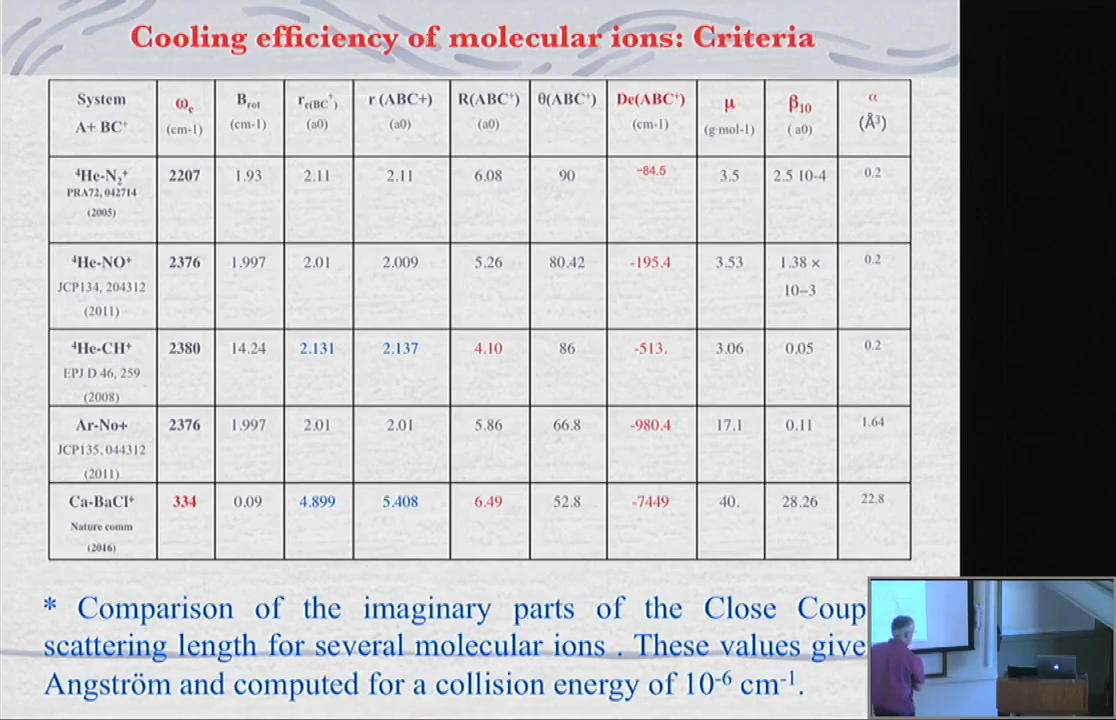 Cooling efficiency of molecular ions: Criteria
System A+ BC⁺ ωe (cm-1) Brot (cm-1) re(BC⁺) (a0) r (ABC+) (a0) R(ABC⁺) (a0) θ(ABC⁺) De(ABC⁺) (cm-1) μ (g·mol-1) β10 ( a0) α (Å³)
⁴He-N₂⁺ 2207 1.93 2.11 2.11 6.08 90 -84.5 3.5 2.5 10-4 0.2
PRA72, 042714
(2005)
⁴He-NO⁺ 2376 1.997 2.01 2.009 5.26 80.42 -195.4 3.53 1.38 × 0.2
JCP134, 204312 10–3
(2011)
⁴He-CH⁺ 2380 14.24 2.131 2.137 4.10 86 -513. 3.06 0.05 0.2
EPJ D 46, 259
(2008)
Ar-No+ 2376 1.997 2.01 2.01 5.86 66.8 -980.4 17.1 0.11 1.64
JCP135, 044312
(2011)
Ca-BaCl⁺ 334 0.09 4.899 5.408 6.49 52.8 -7449 40. 28.26 22.8
Nature comm
(2016)
* Comparison of the imaginary parts of the Close Coup
scattering length for several molecular ions . These values give
Angström and computed for a collision energy of 10⁻⁶ cm⁻¹.